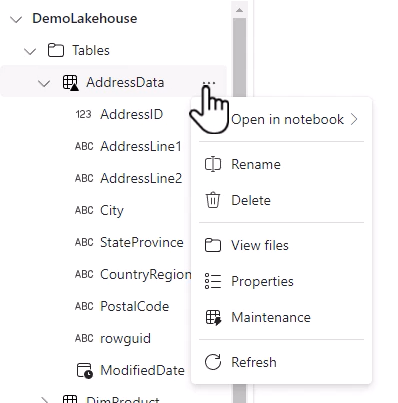 DemoLakehouse
Tables
AddressData ...
123 AddressID
ABC AddressLine1
ABC AddressLine2
ABC City
ABC StateProvince
ABC CountryRegion
ABC PostalCode
ABC rowguid
ModifiedDate
DimProduct
Open in notebook
Rename
Delete
View files
Properties
Maintenance
Refresh